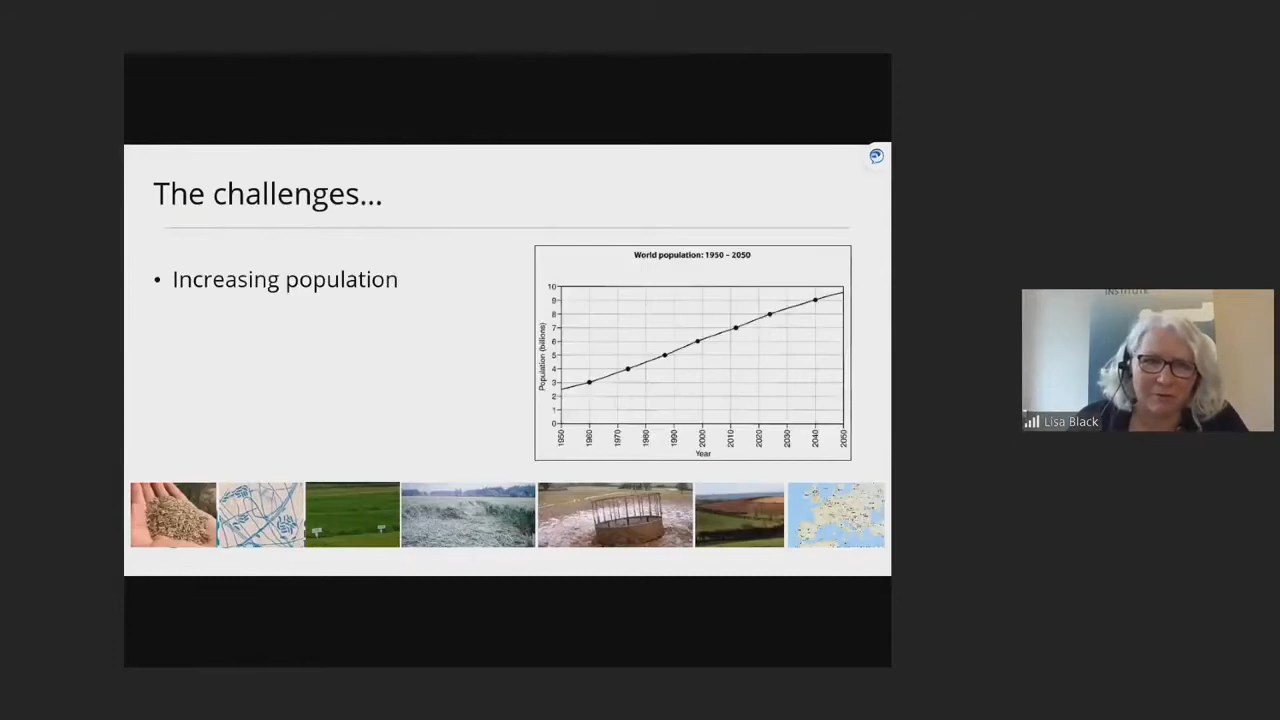 The challenges...
• Increasing population
World population: 1950 – 2050
Population (billions)
10
9
8
7
6
5
4
3
2
1
0
1950 1960 1970 1980 1990 2000 2010 2020 2030 2040 2050
Year
INSTITUTE
Lisa Black